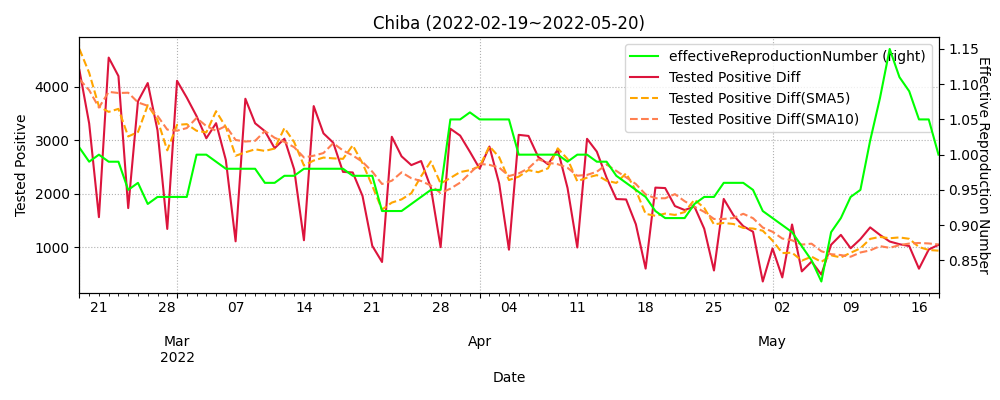 Chiba (2022-02-19~2022-05-20)
effectiveReproductionNumber (right)
Tested Positive Diff
Tested Positive Diff(SMA5)
Tested Positive Diff(SMA10)
Tested Positive
4000
3000
2000
1000
1.15
1.10
1.05
1.00
0.95
0.90
0.85
Effective Reproduction Number
21 28 07 14 21 28 04 11 18 25 02 09 16
Mar Apr May
2022
Date